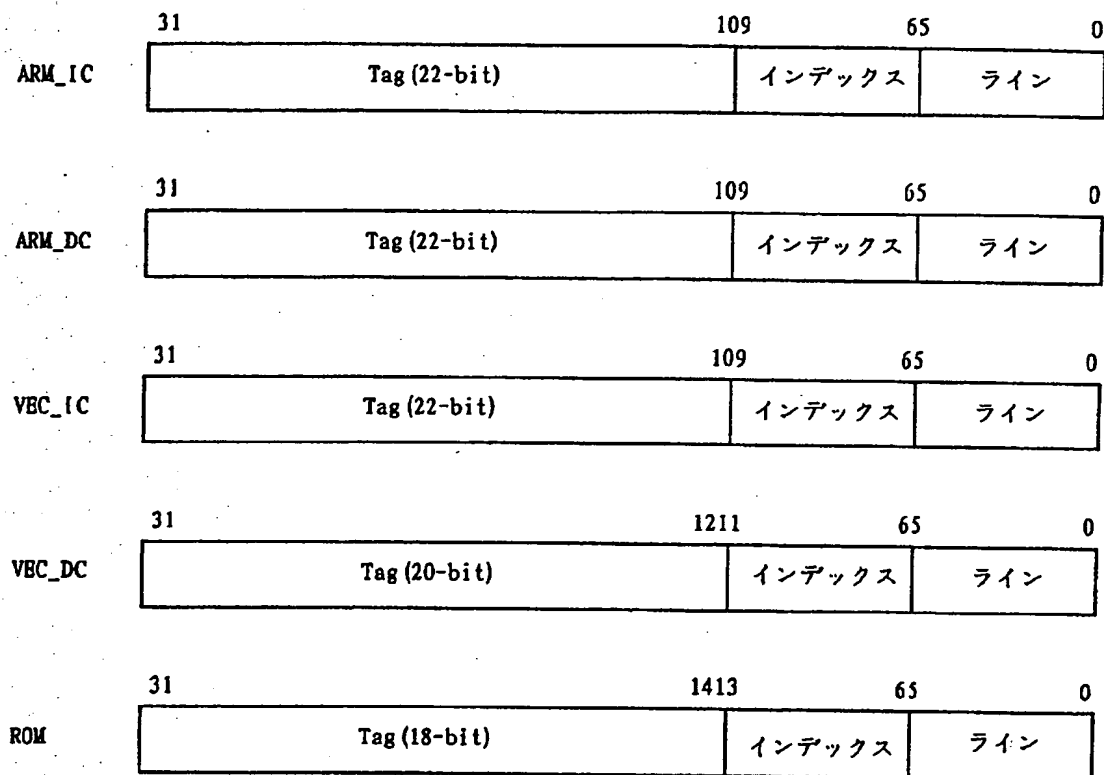 31 109 65 0
ARM_IC Tag (22-bit) インデックス ライン
31 109 65 0
ARM_DC Tag (22-bit) インデックス ライン
31 109 65 0
VEC_IC Tag (22-bit) インデックス ライン
31 1211 65 0
VEC_DC Tag (20-bit) インデックス ライン
31 1413 65 0
ROM Tag (18-bit) インデックス ライン